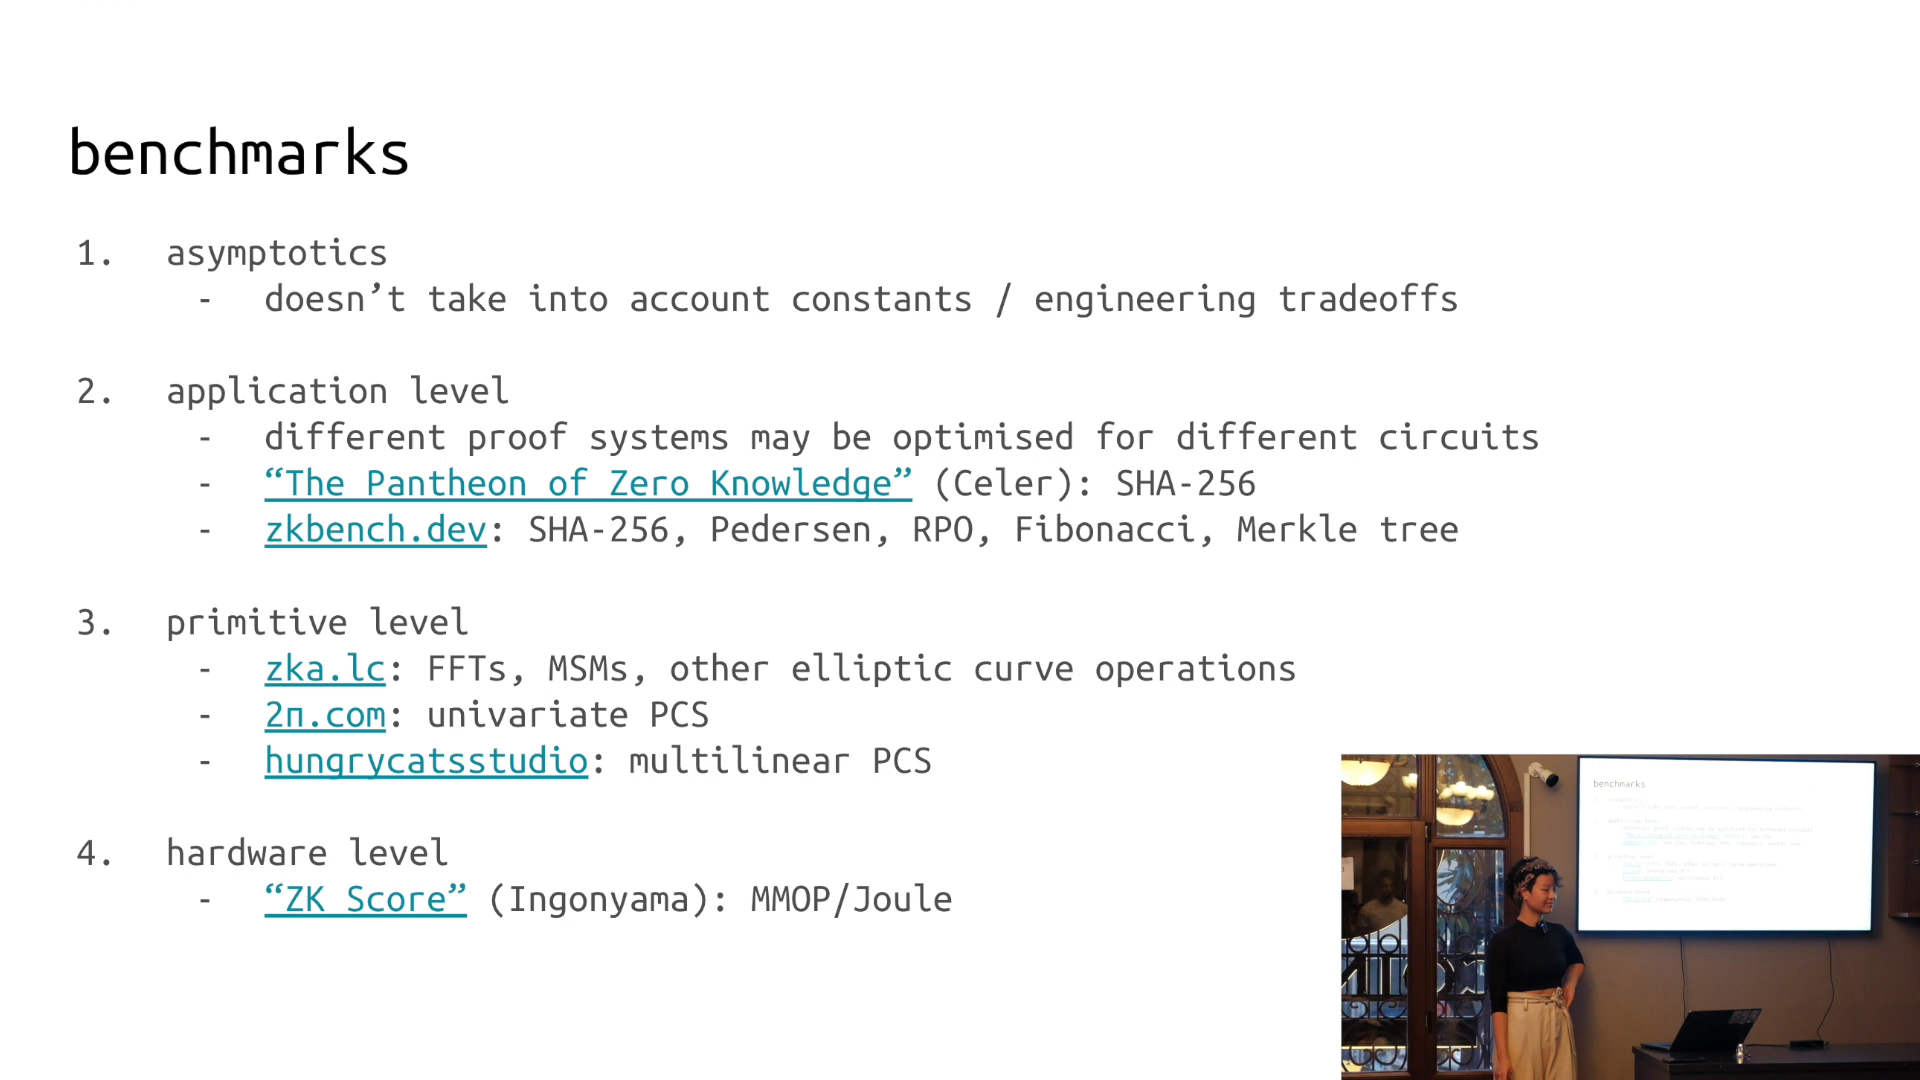 benchmarks
1. asymptotics
- doesn’t take into account constants / engineering tradeoffs
2. application level
- different proof systems may be optimised for different circuits
- “The Pantheon of Zero Knowledge” (Celer): SHA-256
- zkbench.dev: SHA-256, Pedersen, RPO, Fibonacci, Merkle tree
3. primitive level
- zka.lc: FFTs, MSMs, other elliptic curve operations
- 2π.com: univariate PCS
- hungrycatsstudio: multilinear PCS
4. hardware level
- “ZK Score” (Ingonyama): MMOP/Joule
benchmarks